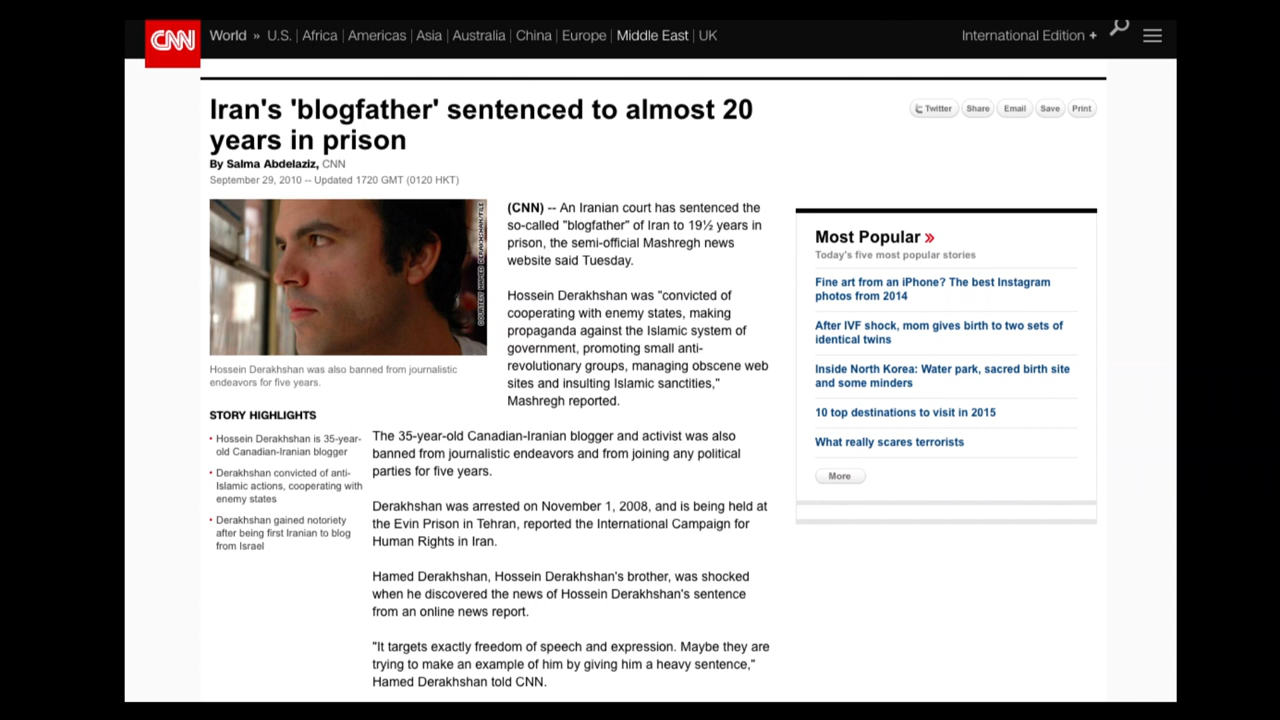 CNN World » U.S. | Africa | Americas | Asia | Australia | China | Europe | Middle East | UK International Edition +
Iran's 'blogfather' sentenced to almost 20
years in prison
Twitter Share Email Save Print
By Salma Abdelaziz, CNN
September 29, 2010 -- Updated 1720 GMT (0120 HKT)
COURTESY HAMED DERAKHSHAN/FILE
Hossein Derakhshan was also banned from journalistic
endeavors for five years.
STORY HIGHLIGHTS
• Hossein Derakhshan is 35-year-
old Canadian-Iranian blogger
• Derakhshan convicted of anti-
Islamic actions, cooperating with
enemy states
• Derakhshan gained notoriety
after being first Iranian to blog
from Israel
(CNN) -- An Iranian court has sentenced the
so-called "blogfather" of Iran to 19½ years in
prison, the semi-official Mashregh news
website said Tuesday.
Hossein Derakhshan was "convicted of
cooperating with enemy states, making
propaganda against the Islamic system of
government, promoting small anti-
revolutionary groups, managing obscene web
sites and insulting Islamic sanctities,"
Mashregh reported.
The 35-year-old Canadian-Iranian blogger and activist was also
banned from journalistic endeavors and from joining any political
parties for five years.
Derakhshan was arrested on November 1, 2008, and is being held at
the Evin Prison in Tehran, reported the International Campaign for
Human Rights in Iran.
Hamed Derakhshan, Hossein Derakhshan's brother, was shocked
when he discovered the news of Hossein Derakhshan's sentence
from an online news report.
"It targets exactly freedom of speech and expression. Maybe they are
trying to make an example of him by giving him a heavy sentence,"
Hamed Derakhshan told CNN.
Most Popular »
Today's five most popular stories
Fine art from an iPhone? The best Instagram
photos from 2014
After IVF shock, mom gives birth to two sets of
identical twins
Inside North Korea: Water park, sacred birth site
and some minders
10 top destinations to visit in 2015
What really scares terrorists
More